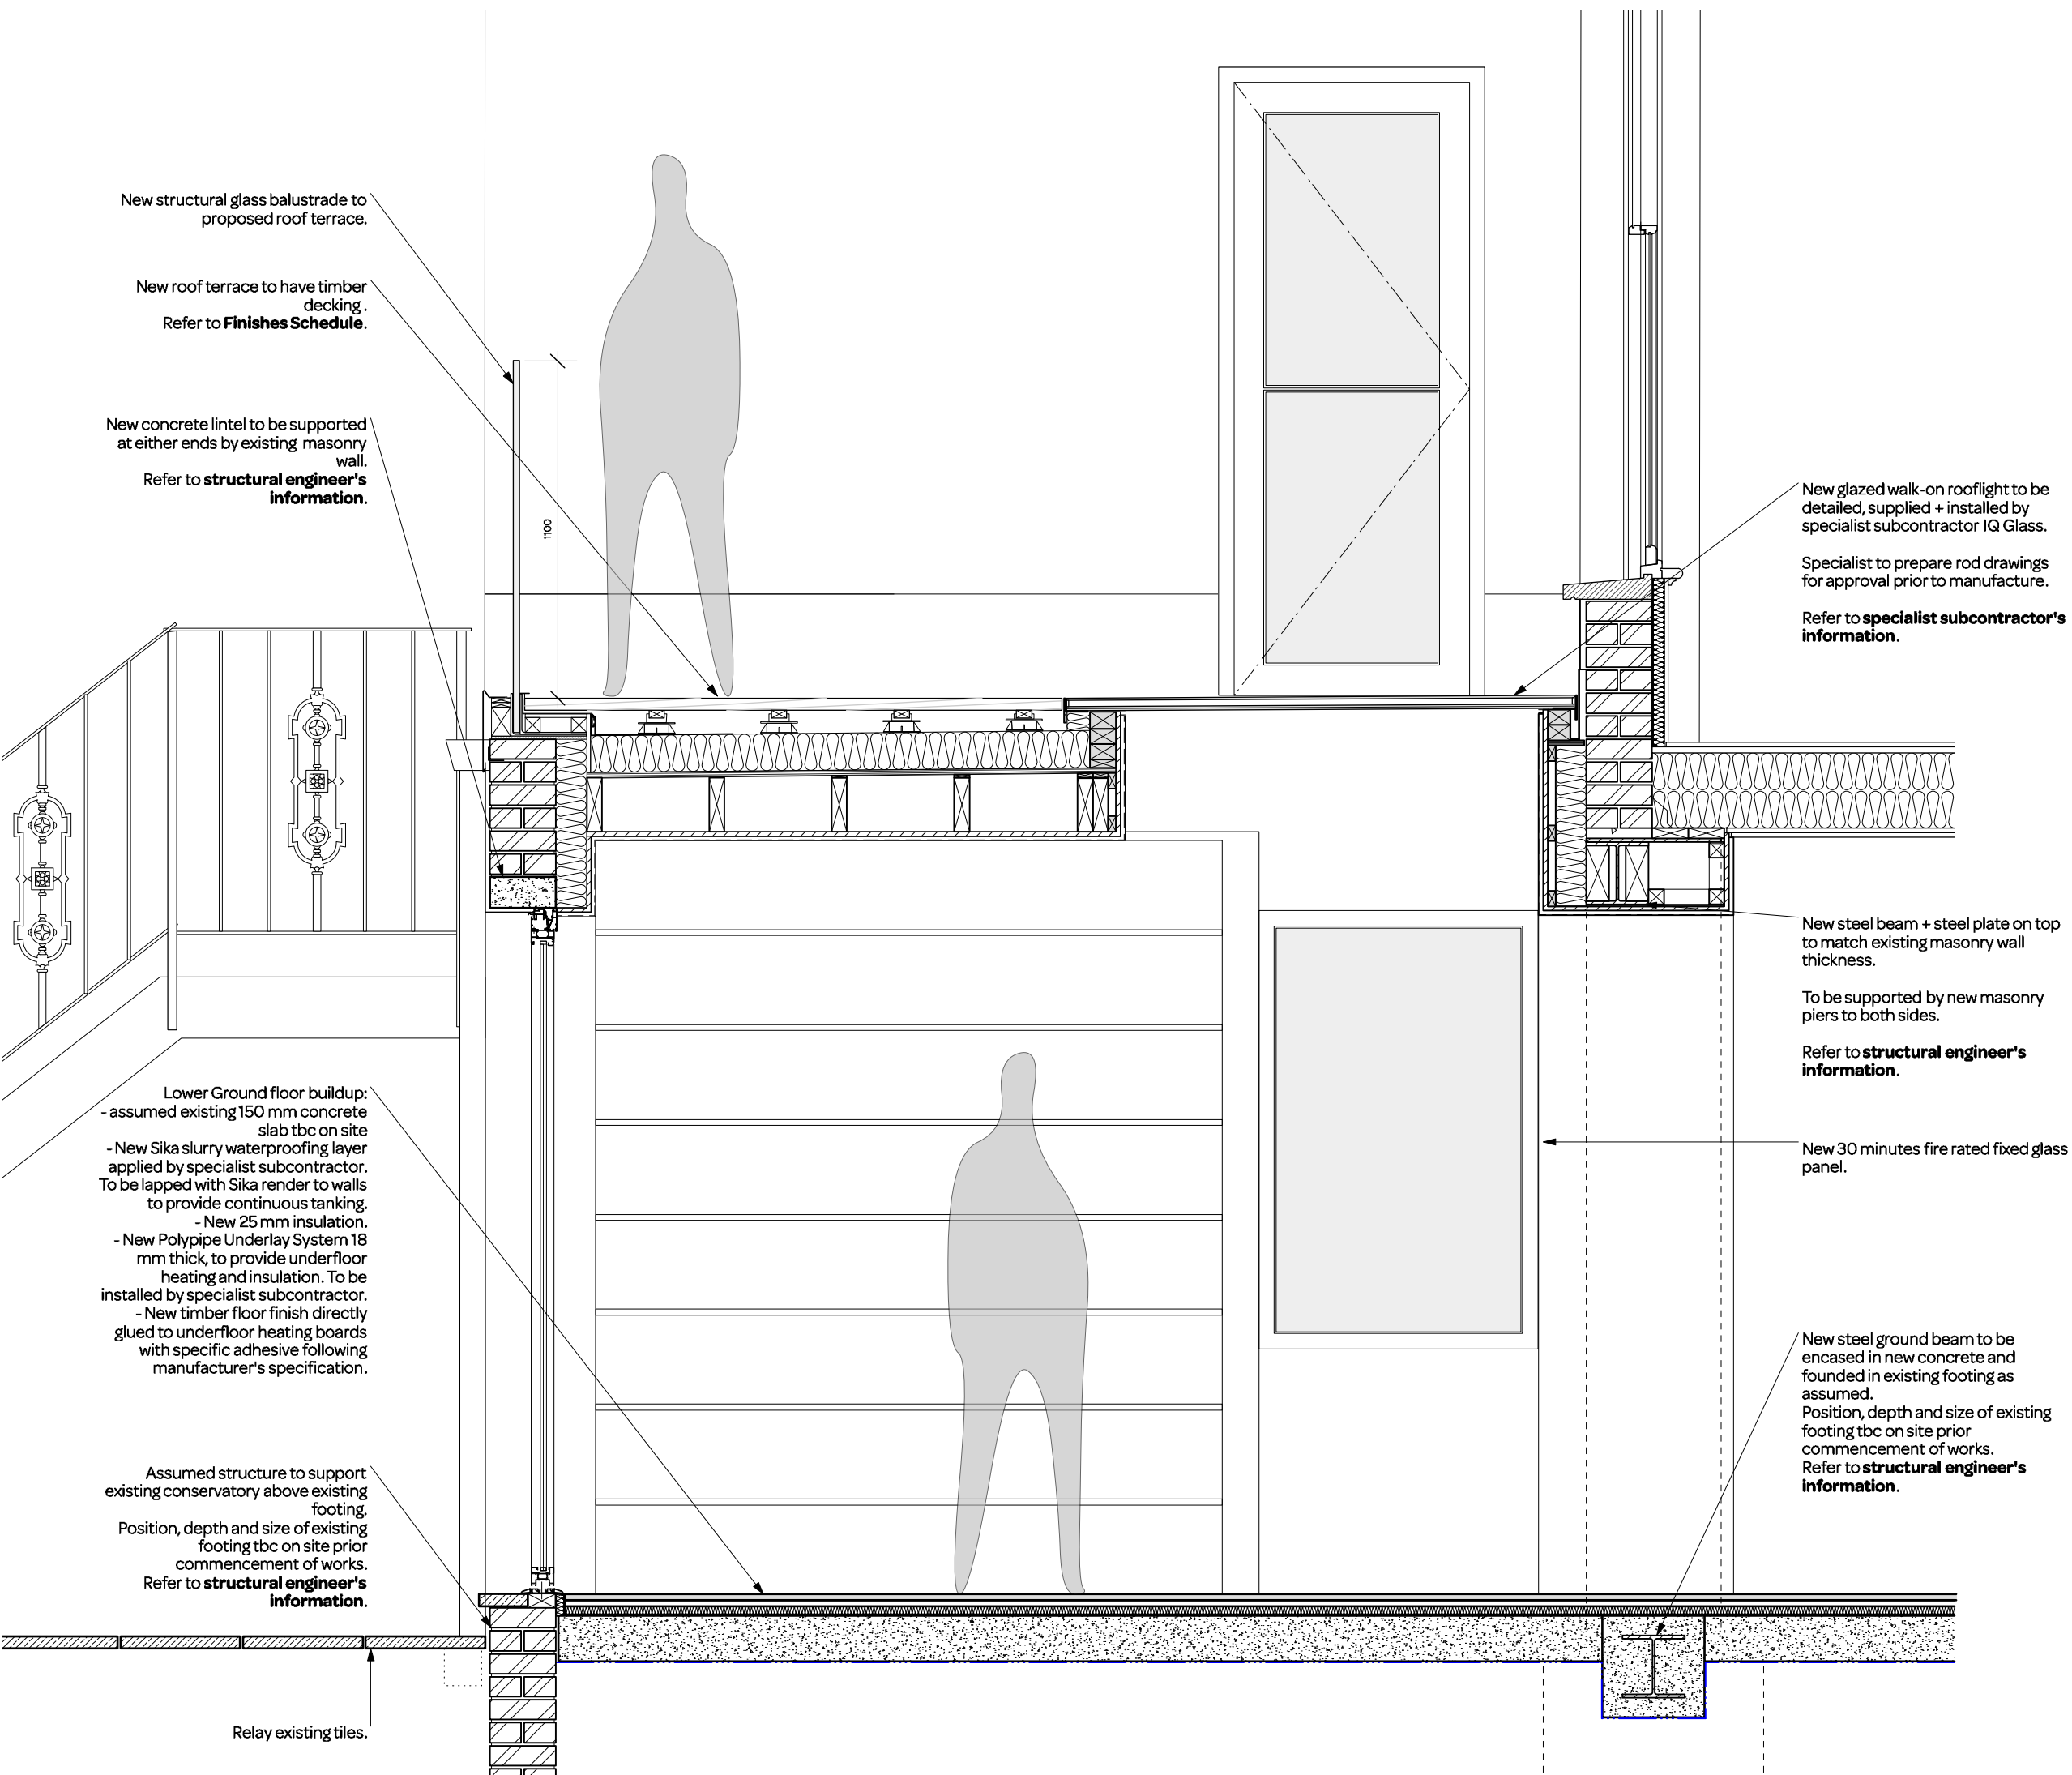 New structural glass balustrade to
proposed roof terrace.
New roof terrace to have timber
decking .
Refer to Finishes Schedule.
New concrete lintel to be supported
at either ends by existing masonry
wall.
Refer to structural engineer's
information.
1100
Lower Ground floor buildup:
- assumed existing 150 mm concrete
slab tbc on site
- New Sika slurry waterproofing layer
applied by specialist subcontractor.
To be lapped with Sika render to walls
to provide continuous tanking.
- New 25 mm insulation.
- New Polypipe Underlay System 18
mm thick, to provide underfloor
heating and insulation. To be
installed by specialist subcontractor.
- New timber floor finish directly
glued to underfloor heating boards
with specific adhesive following
manufacturer's specification.
Assumed structure to support
existing conservatory above existing
footing.
Position, depth and size of existing
footing tbc on site prior
commencement of works.
Refer to structural engineer's
information.
Relay existing tiles.
New glazed walk-on rooflight to be
detailed, supplied + installed by
specialist subcontractor IQ Glass.
Specialist to prepare rod drawings
for approval prior to manufacture.
Refer to specialist subcontractor's
information.
New steel beam + steel plate on top
to match existing masonry wall
thickness.
To be supported by new masonry
piers to both sides.
Refer to structural engineer's
information.
New 30 minutes fire rated fixed glass
panel.
New steel ground beam to be
encased in new concrete and
founded in existing footing as
assumed.
Position, depth and size of existing
footing tbc on site prior
commencement of works.
Refer to structural engineer's
information.